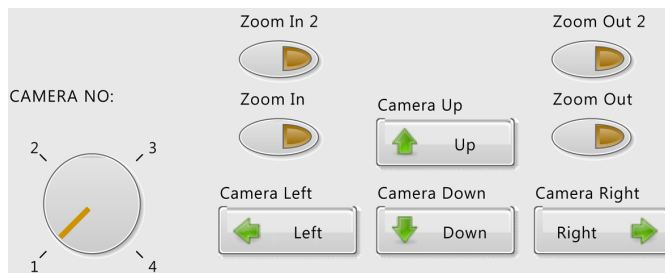 Zoom In 2
Zoom Out 2
CAMERA NO:
Zoom In
Camera Up
Zoom Out
Up
2
3
Camera Left
Camera Down
Camera Right
Left
Down
Right
1
4